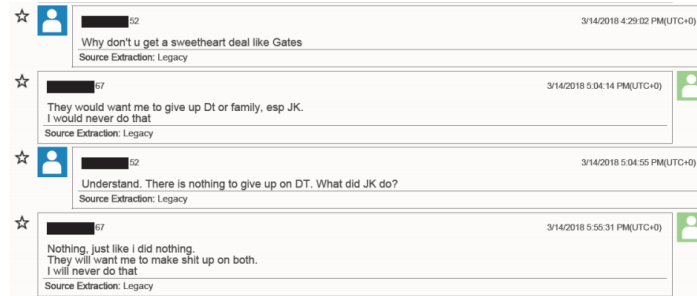 52
3/14/2018 4:29:02 PM(UTC+0)
Why don't u get a sweetheart deal like Gates
Source Extraction: Legacy
67
3/14/2018 5:04:14 PM(UTC+0)
They would want me to give up Dt or family, esp JK.
I would never do that
Source Extraction: Legacy
52
3/14/2018 5:04:55 PM(UTC+0)
Understand. There is nothing to give up on DT. What did JK do?
Source Extraction: Legacy
67
3/14/2018 5:55:31 PM(UTC+0)
Nothing, just like i did nothing.
They will want me to make shit up on both.
I will never do that
Source Extraction: Legacy